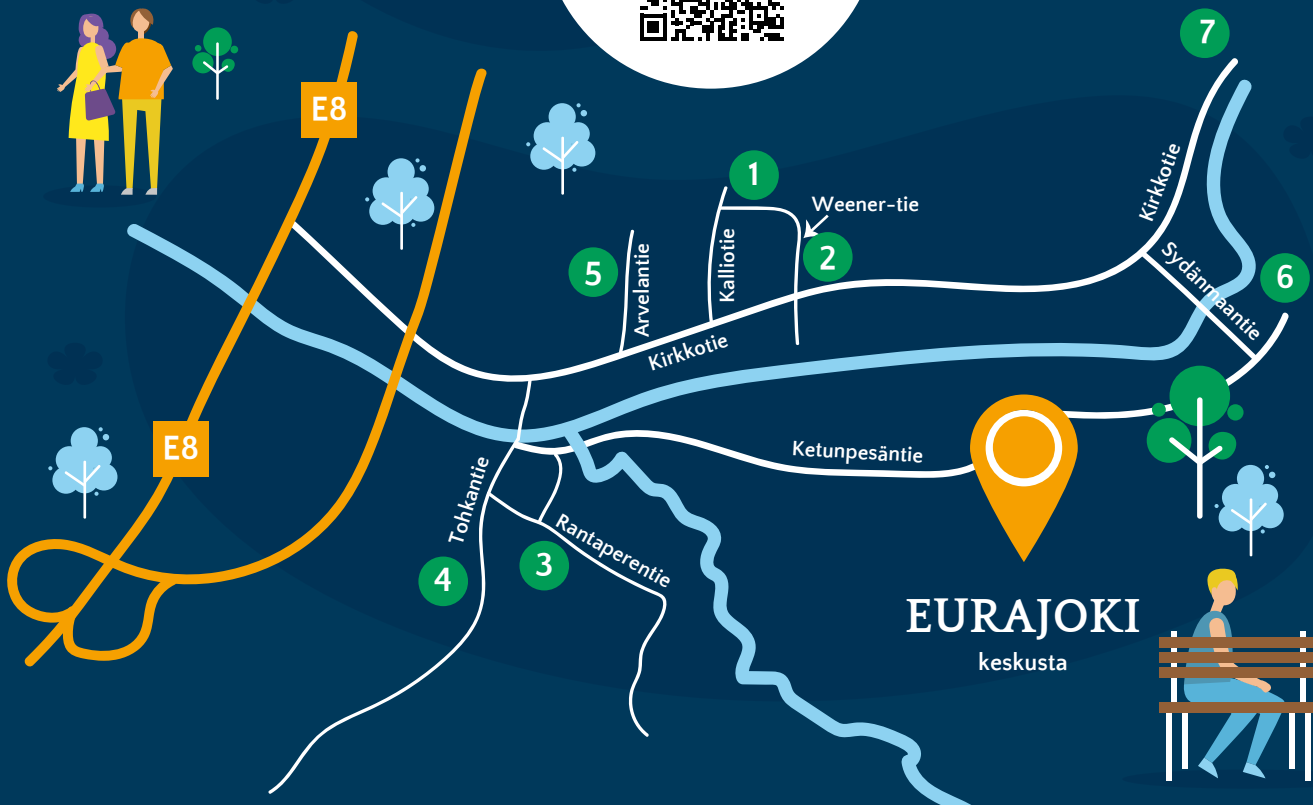 7
E8
1
Weener-tie
Kirkkotie
2
5
Kalliotie
Arvelantie
Sydänmaantie
6
Kirkkotie
E8
Ketunpesäntie
Tohkantie
Rantaperentie
3
4
EURAJOKI
keskusta